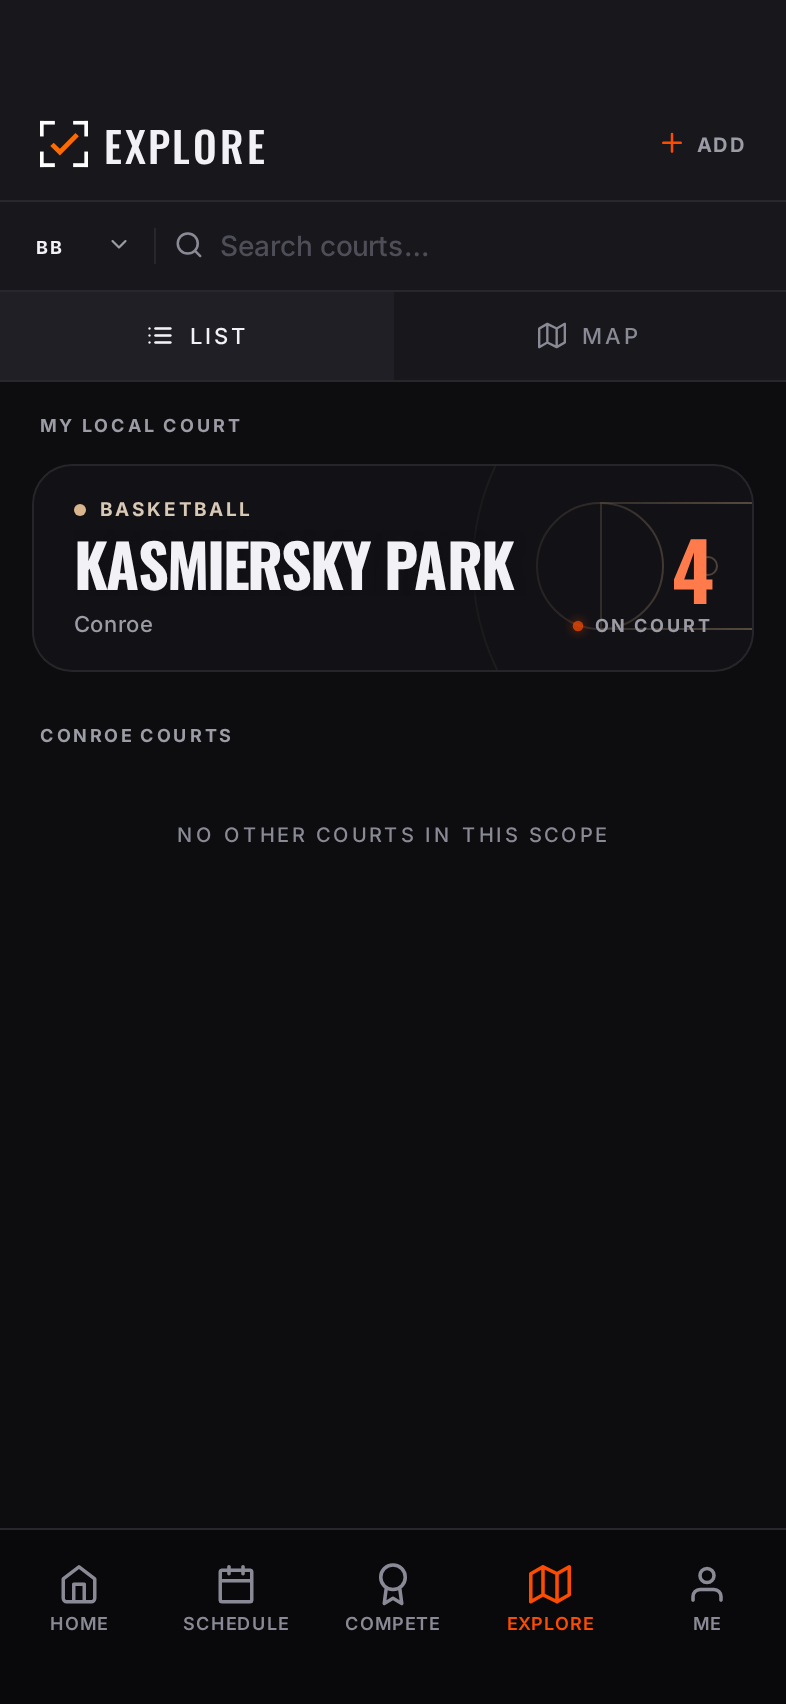 EXPLORE
ADD
BB
Search courts...
LIST
MAP
MY LOCAL COURT
BASKETBALL
KASMIERSKY PARK
4
Conroe
ON COURT
CONROE COURTS
NO OTHER COURTS IN THIS SCOPE
HOME
SCHEDULE
COMPETE
EXPLORE
ME